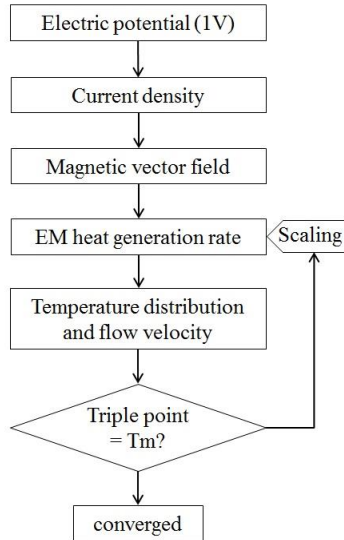 Electric potential (1V)
Current density
Magnetic vector field
EM heat generation rate
Scaling
Temperature distribution
and flow velocity
Triple point
= Tm?
converged